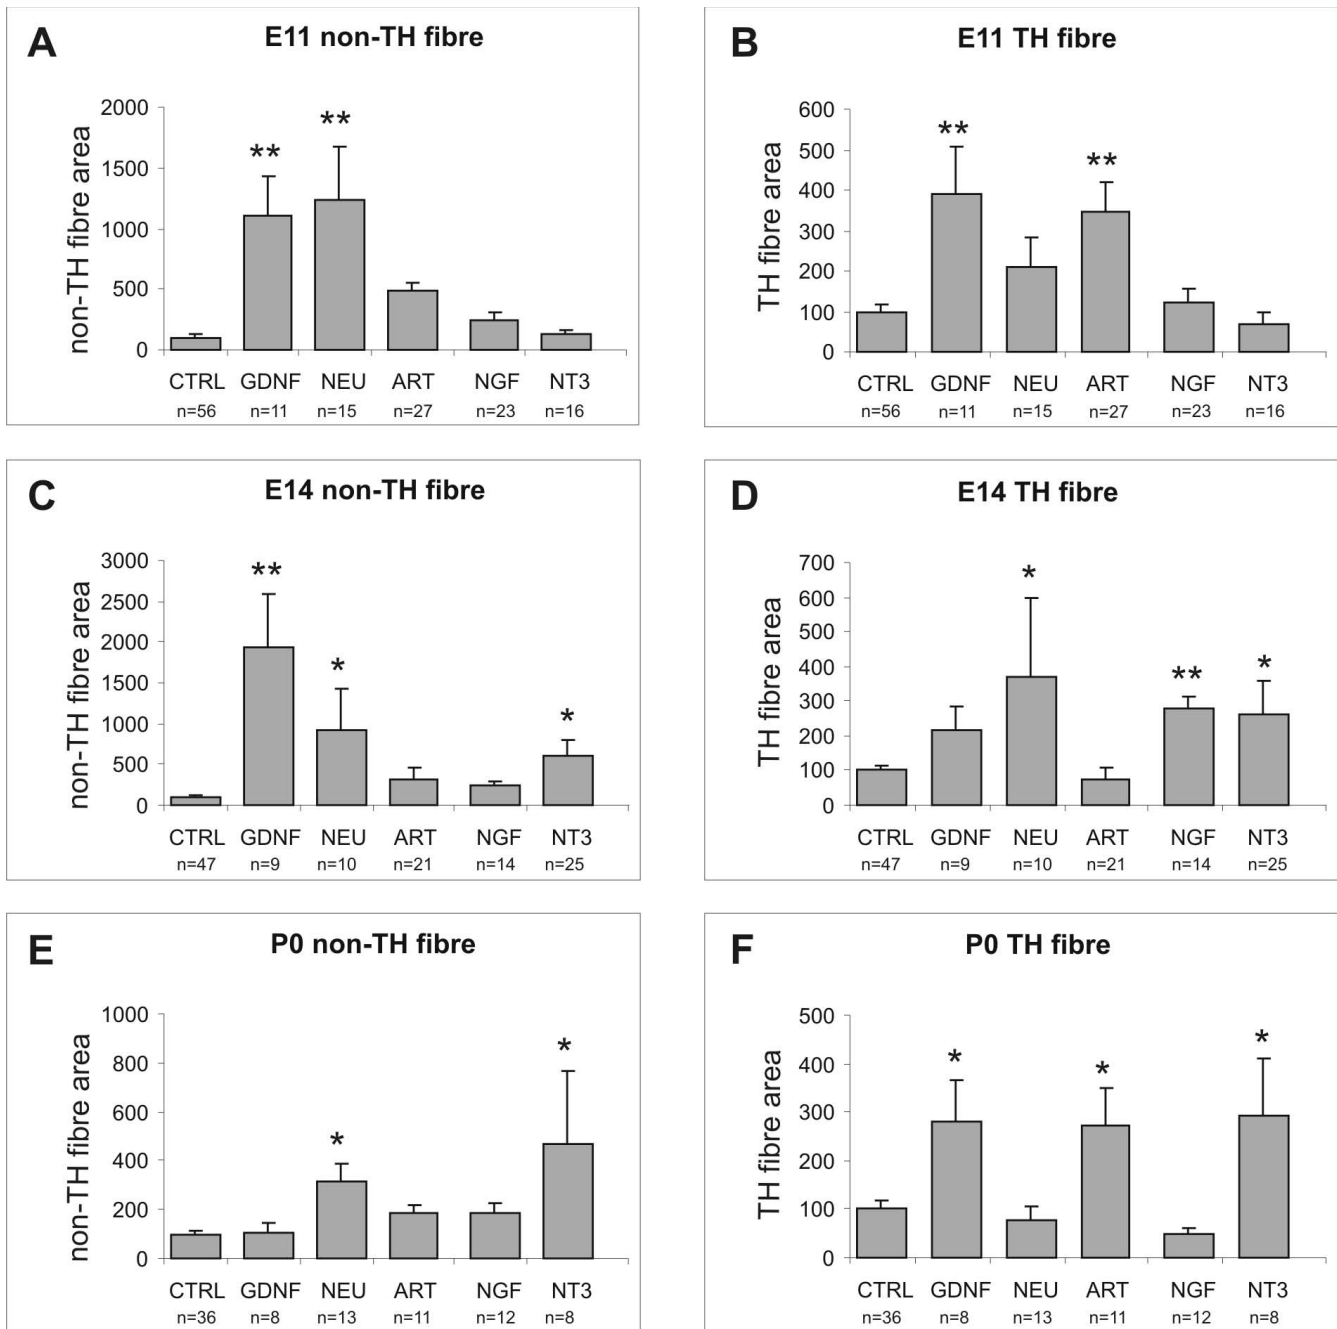 A
E11 non-TH fibre
non-TH fibre area
2000
1500
1000
500
0
**
**
CTRL GDNF NEU ART NGF NT3
n=56 n=11 n=15 n=27 n=23 n=16
B
E11 TH fibre
TH fibre area
600
500
400
300
200
100
0
**
**
CTRL GDNF NEU ART NGF NT3
n=56 n=11 n=15 n=27 n=23 n=16
C
E14 non-TH fibre
non-TH fibre area
3000
2500
2000
1500
1000
500
0
**
*
*
CTRL GDNF NEU ART NGF NT3
n=47 n=9 n=10 n=21 n=14 n=25
D
E14 TH fibre
TH fibre area
700
600
500
400
300
200
100
0
*
**
*
CTRL GDNF NEU ART NGF NT3
n=47 n=9 n=10 n=21 n=14 n=25
E
P0 non-TH fibre
non-TH fibre area
1000
800
600
400
200
0
*
*
CTRL GDNF NEU ART NGF NT3
n=36 n=8 n=13 n=11 n=12 n=8
F
P0 TH fibre
TH fibre area
500
400
300
200
100
0
*
*
*
CTRL GDNF NEU ART NGF NT3
n=36 n=8 n=13 n=11 n=12 n=8